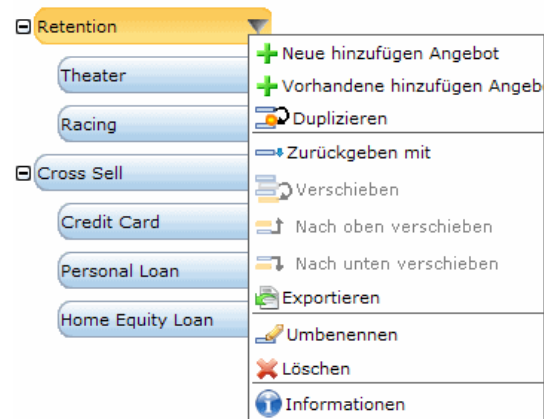 Retention
Theater
Racing
Cross Sell
Credit Card
Personal Loan
Home Equity Loan
Neue hinzufügen Angebot
Vorhandene hinzufügen Angeb
Duplizieren
Zurückgeben mit
Verschieben
Nach oben verschieben
Nach unten verschieben
Exportieren
Umbenennen
Löschen
Informationen